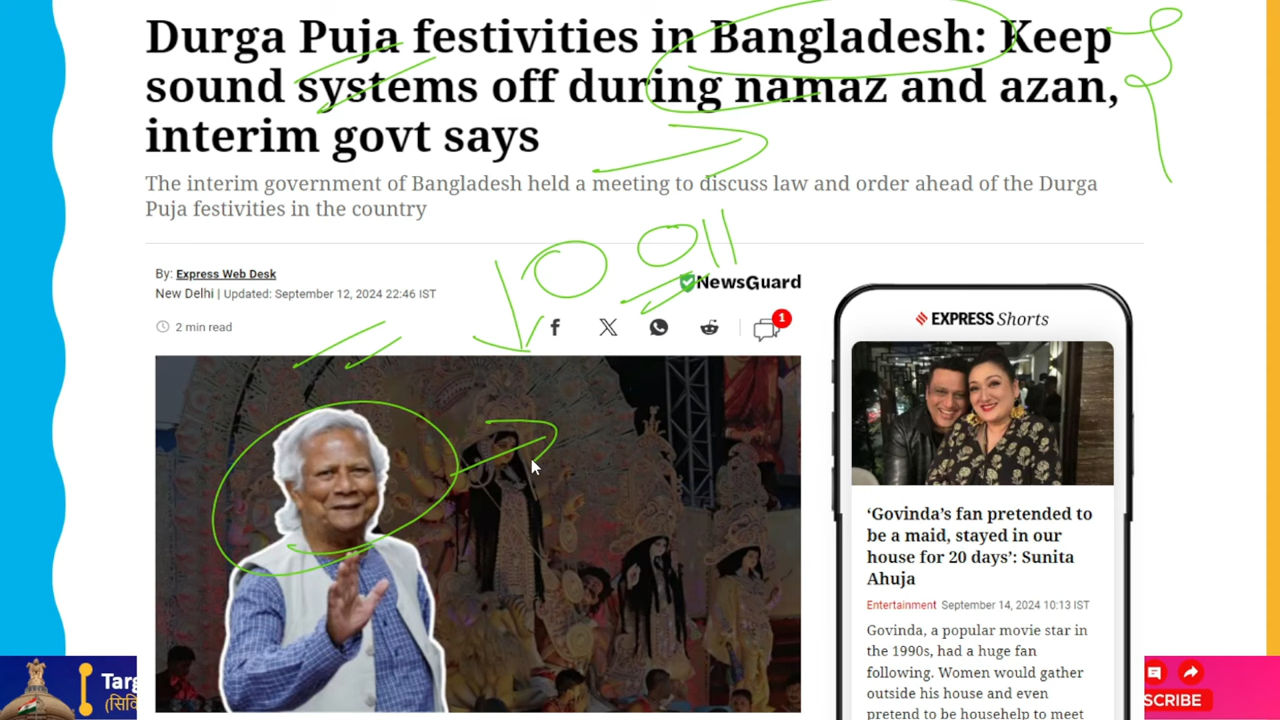 Durga Puja festivities in Bangladesh: Keep
sound systems off during namaz and azan,
interim govt says
The interim government of Bangladesh held a meeting to discuss law and order ahead of the Durga
Puja festivities in the country
By: Express Web Desk
New Delhi | Updated: September 12, 2024 22:46 IST
NewsGuard
2 min read
1
EXPRESS Shorts
‘Govinda’s fan pretended to
be a maid, stayed in our
house for 20 days’: Sunita
Ahuja
Entertainment September 14, 2024 10:13 IST
Govinda, a popular movie star in
the 1990s, had a huge fan
following. Women would gather
outside his house and even
pretend to be househelp to meet